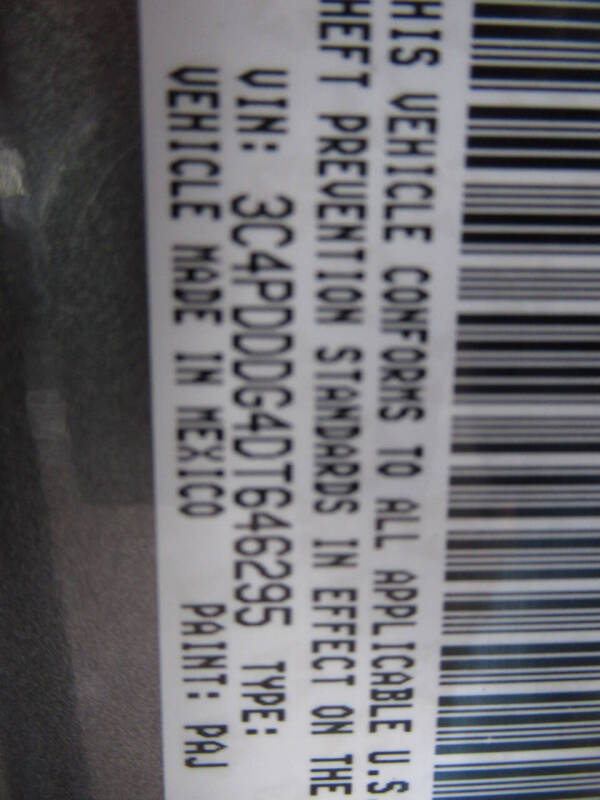 HIS VEHICLE CONFORMS TO ALL APPLICABLE U.S.
HEFT PREVENTION STANDARDS IN EFFECT ON THE
VIN: 3C4PDDDG4DT646295 TYPE:
VEHICLE MADE IN MEXICO PAINT: PAJ